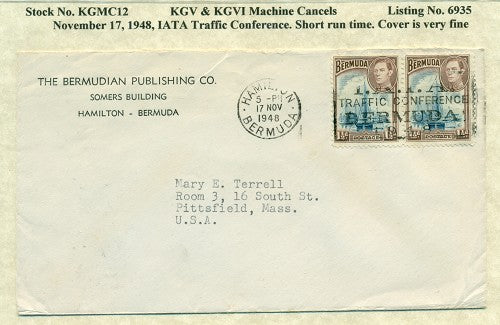 Stock No. KGMC12 KGV & KGVI Machine Cancels Listing No. 6935
November 17, 1948, IATA Traffic Conference. Short run time. Cover is very fine
THE BERMUDIAN PUBLISHING CO.
SOMERS BUILDING
HAMILTON - BERMUDA
HAMILTON
5 - PM
17 NOV
1948
BERMUDA
BERMUDA BERMUDA
I.A.T.A.
TRAFFIC CONFERENCE
BERMUDA
POSTAGE
Mary E. Terrell
Room 3, 16 South St.
Pittsfield, Mass.
U.S.A.